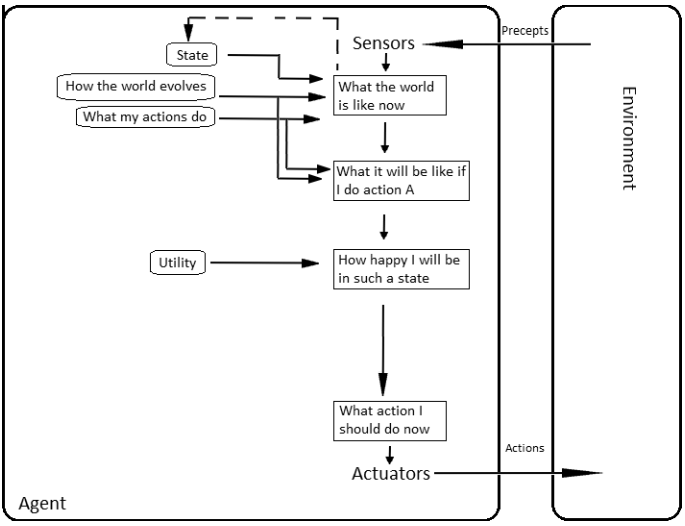 Precepts
Sensors
State
How the world evolves
What my actions do
What the world
is like now
What it will be like if
I do action A
Utility
How happy I will be
in such a state
What action I
should do now
Actuators
Actions
Agent
Environment